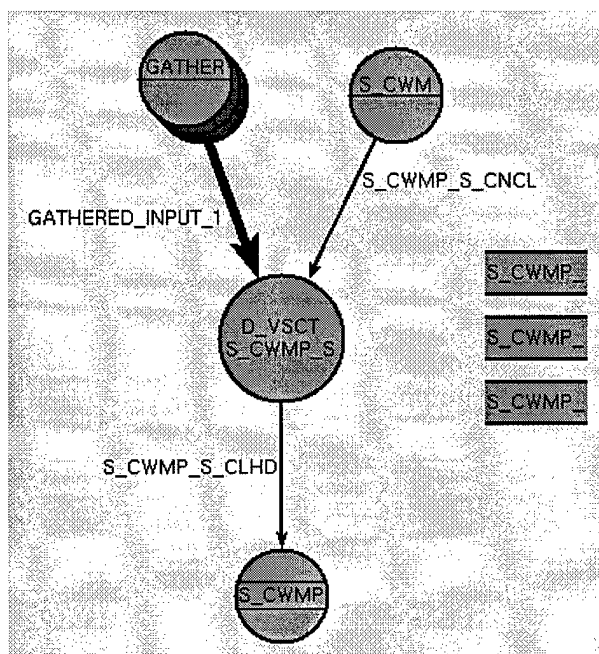 GATHER
S_CWM
S_CWMP_S_CNCL
GATHERED_INPUT_1
S_CWMP_
D_VSCT
S_CWMP_S
S_CWMP_
S_CWMP_
S_CWMP_S_CLHD
S_CWMP